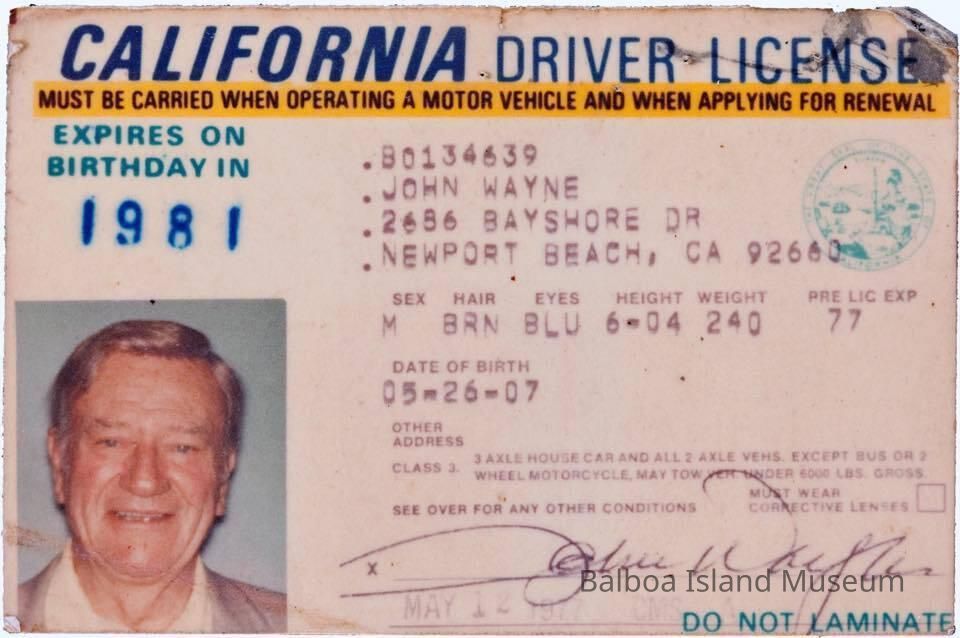 CALIFORNIA DRIVER LICENSE
MUST BE CARRIED WHEN OPERATING A MOTOR VEHICLE AND WHEN APPLYING FOR RENEWAL
EXPIRES ON
BIRTHDAY IN
1981
.B0134639
.JOHN WAYNE
.2686 BAYSHORE DR
.NEWPORT BEACH, CA 92660
SEX HAIR EYES HEIGHT WEIGHT PRE LIC EXP
M BRN BLU 6-04 240 77
DATE OF BIRTH
05-26-07
OTHER
ADDRESS
CLASS 3. 3 AXLE HOUSE CAR AND ALL 2 AXLE VEHS. EXCEPT BUS OR 2
WHEEL MOTORCYCLE, MAY TOW VEH. UNDER 6000 LBS. GROSS.
MUST WEAR
CORRECTIVE LENSES
SEE OVER FOR ANY OTHER CONDITIONS
X John Wayne
Balboa Island Museum
MAY 12 1977 CMS
DO NOT LAMINATE